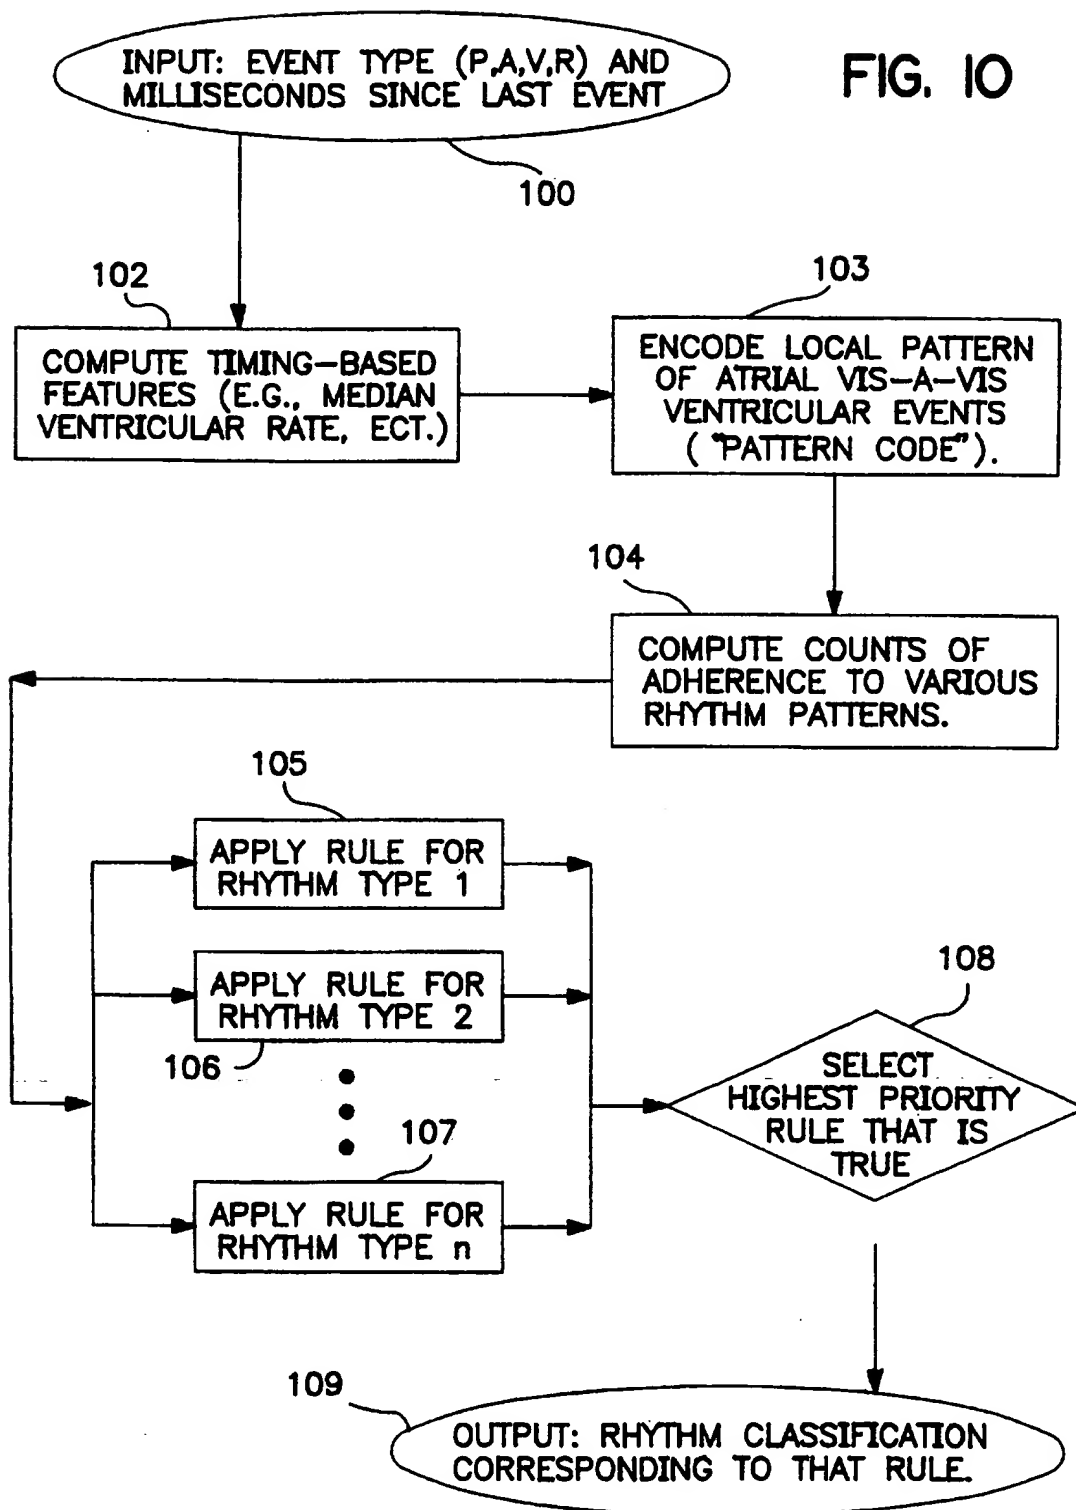 INPUT: EVENT TYPE (P,A,V,R) AND
MILLISECONDS SINCE LAST EVENT
FIG. 10
100
102
COMPUTE TIMING-BASED
FEATURES (E.G., MEDIAN
VENTRICULAR RATE, ECT.)
103
ENCODE LOCAL PATTERN
OF ATRIAL VIS-A-VIS
VENTRICULAR EVENTS
("PATTERN CODE").
104
COMPUTE COUNTS OF
ADHERENCE TO VARIOUS
RHYTHM PATTERNS.
105
APPLY RULE FOR
RHYTHM TYPE 1
APPLY RULE FOR
RHYTHM TYPE 2
106
107
APPLY RULE FOR
RHYTHM TYPE n
108
SELECT
HIGHEST PRIORITY
RULE THAT IS
TRUE
109
OUTPUT: RHYTHM CLASSIFICATION
CORRESPONDING TO THAT RULE.